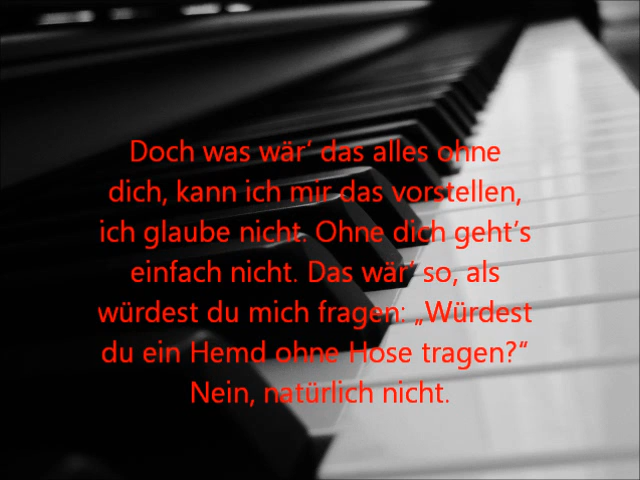 Doch was wär’ das alles ohne
dich, kann ich mir das vorstellen,
ich glaube nicht. Ohne dich geht’s
einfach nicht. Das wär’ so, als
würdest du mich fragen: „Würdest
du ein Hemd ohne Hose tragen?“
Nein, natürlich nicht.